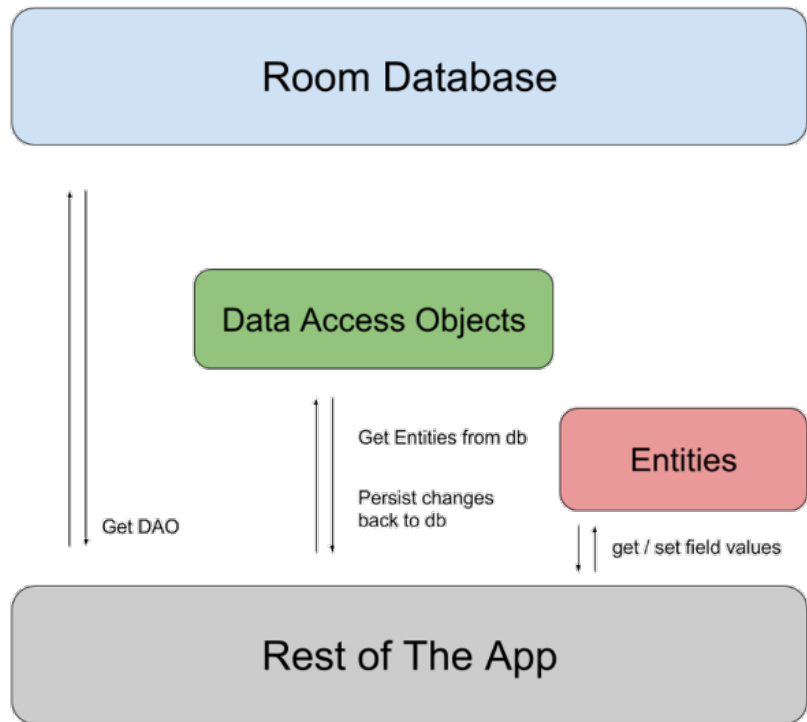 Room Database
Data Access Objects
Get Entities from db
Entities
Persist changes
back to db
Get DAO
get / set field values
Rest of The App